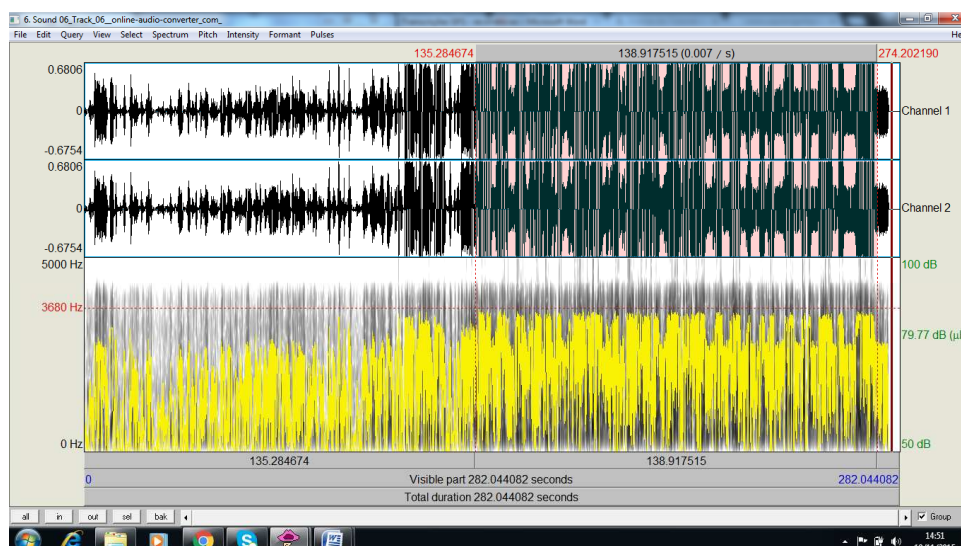 6. Sound 06_Track_06__online-audio-converter_com_
File Edit Query View Select Spectrum Pitch Intensity Formant Pulses He
135.284674 138.917515 (0.007 / s) 274.202190
0.6806
0
-0.6754
Channel 1
0.6806
0
-0.6754
Channel 2
5000 Hz 100 dB
3680 Hz
79.77 dB (µ
0 Hz 50 dB
135.284674 138.917515
0 Visible part 282.044082 seconds 282.044082
Total duration 282.044082 seconds
all in out sel bak Group
14:51